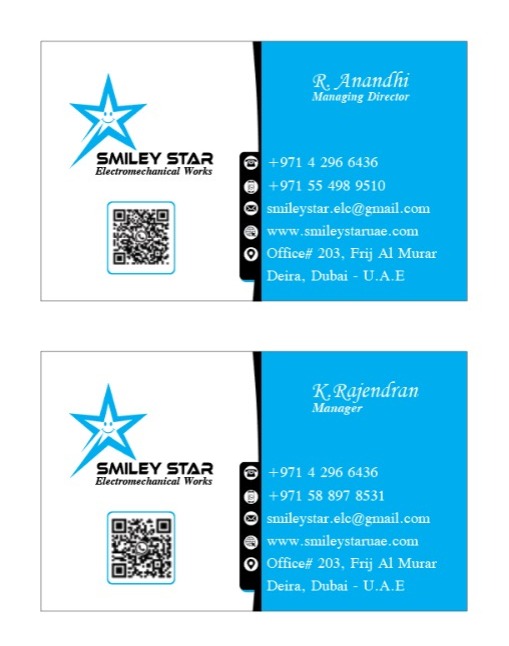 R. Anandhi
Managing Director
SMILEY STAR
Electromechanical Works
+971 4 296 6436
+971 55 498 9510
smileystar.elc@gmail.com
www.smileystaruae.com
Office# 203, Frij Al Murar
Deira, Dubai - U.A.E
K.Rajendran
Manager
SMILEY STAR
Electromechanical Works
+971 4 296 6436
+971 58 897 8531
smileystar.elc@gmail.com
www.smileystaruae.com
Office# 203, Frij Al Murar
Deira, Dubai - U.A.E